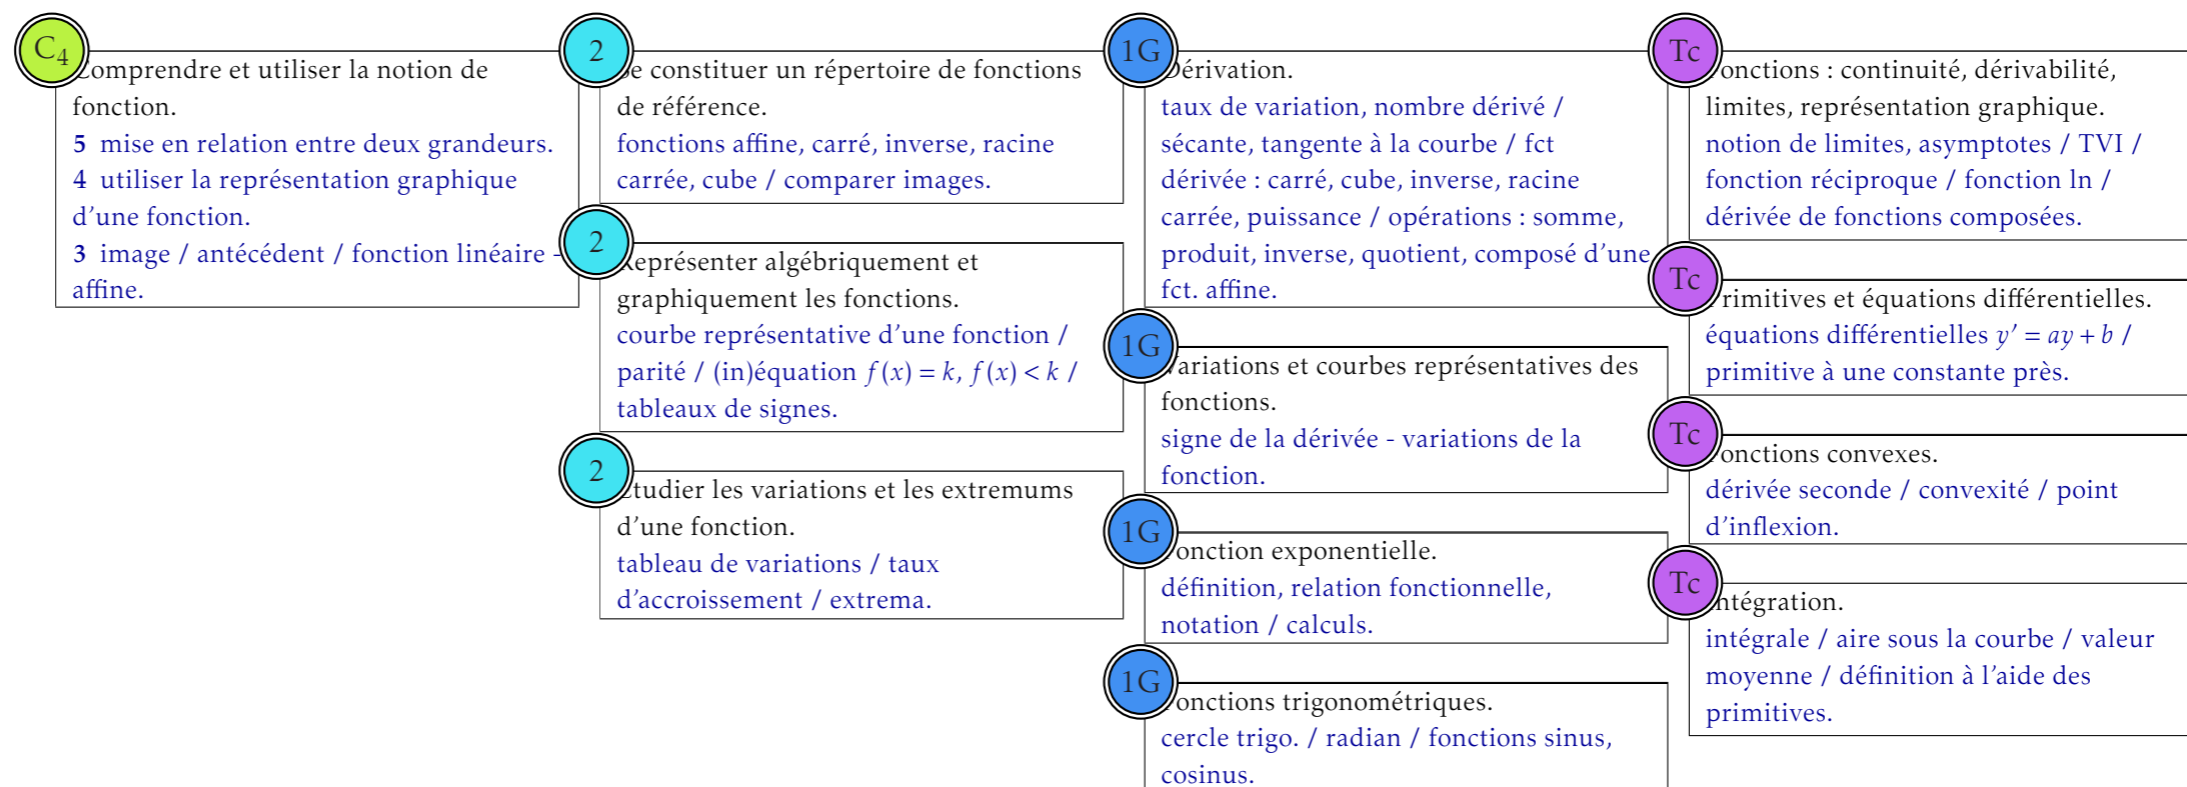 C4
Comprendre et utiliser la notion de
fonction.
5 mise en relation entre deux grandeurs.
4 utiliser la représentation graphique
d'une fonction.
3 image / antécédent / fonction linéaire -
affine.
2
Se constituer un répertoire de fonctions
de référence.
fonctions affine, carré, inverse, racine
carrée, cube / comparer images.
2
Représenter algébriquement et
graphiquement les fonctions.
courbe représentative d'une fonction /
parité / (in)équation f(x) = k, f(x) < k /
tableaux de signes.
2
Étudier les variations et les extremums
d'une fonction.
tableau de variations / taux
d'accroissement / extrema.
1G
Dérivation.
taux de variation, nombre dérivé /
sécante, tangente à la courbe / fct
dérivée : carré, cube, inverse, racine
carrée, puissance / opérations : somme,
produit, inverse, quotient, composé d'une
fct. affine.
1G
Variations et courbes représentatives des
fonctions.
signe de la dérivée - variations de la
fonction.
1G
Fonction exponentielle.
définition, relation fonctionnelle,
notation / calculs.
1G
Fonctions trigonométriques.
cercle trigo. / radian / fonctions sinus,
cosinus.
Tc
Fonctions : continuité, dérivabilité,
limites, représentation graphique.
notion de limites, asymptotes / TVI /
fonction réciproque / fonction ln /
dérivée de fonctions composées.
Tc
Primitives et équations différentielles.
équations différentielles y′ = ay + b /
primitive à une constante près.
Tc
Fonctions convexes.
dérivée seconde / convexité / point
d'inflexion.
Tc
Intégration.
intégrale / aire sous la courbe / valeur
moyenne / définition à l'aide des
primitives.